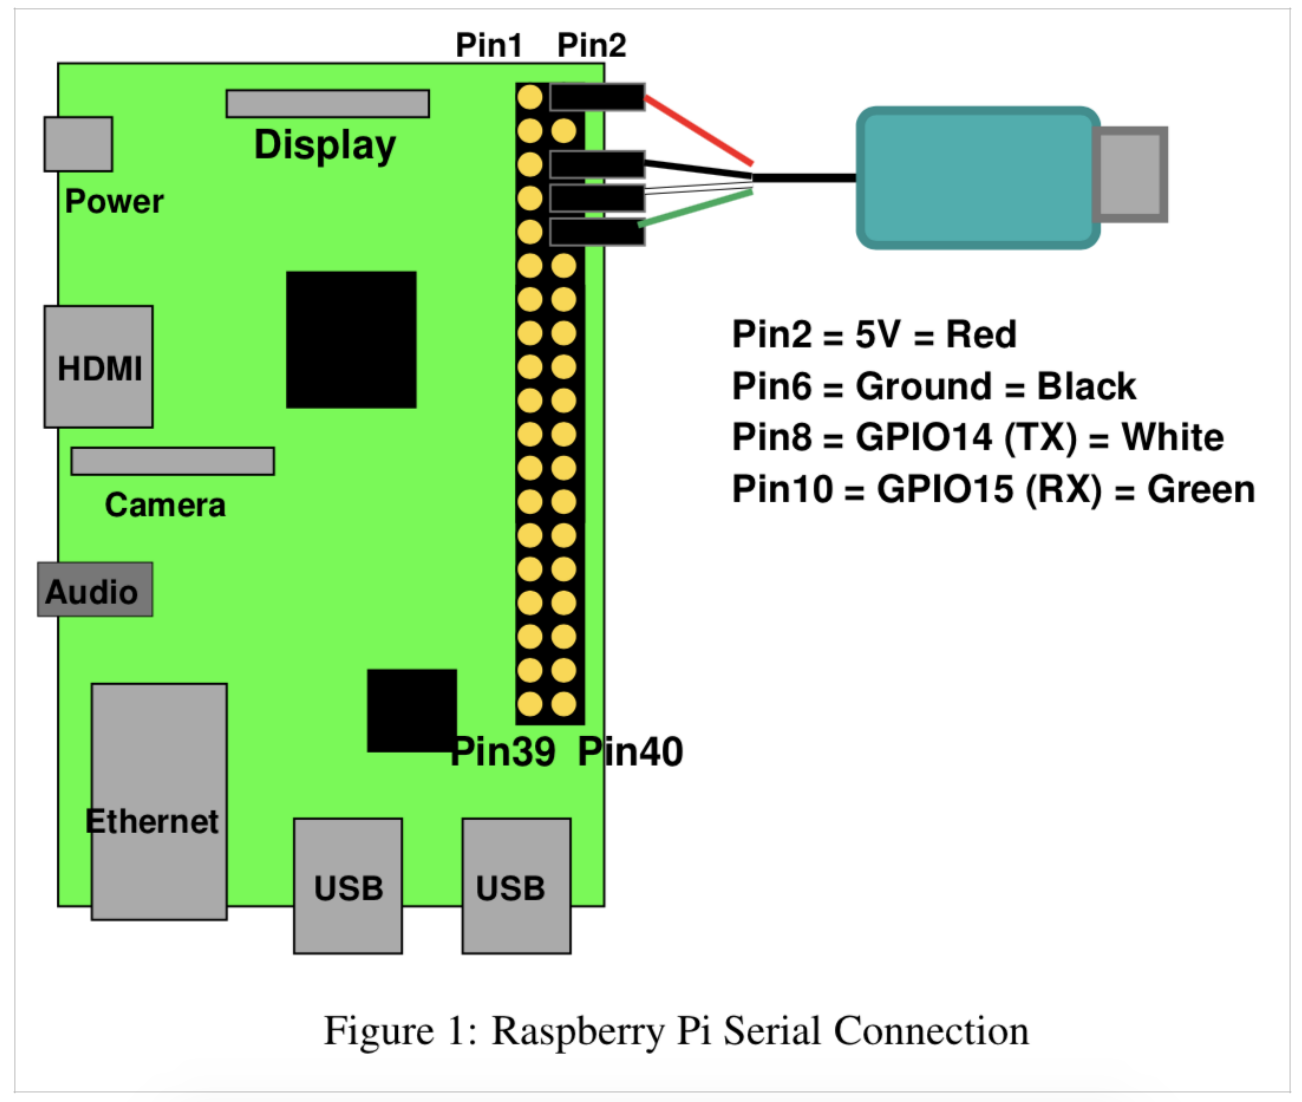 Pin1 Pin2
Display
Power
HDMI
Camera
Audio
Pin2 = 5V = Red
Pin6 = Ground = Black
Pin8 = GPIO14 (TX) = White
Pin10 = GPIO15 (RX) = Green
Pin39 Pin40
Ethernet
USB USB
Figure 1: Raspberry Pi Serial Connection